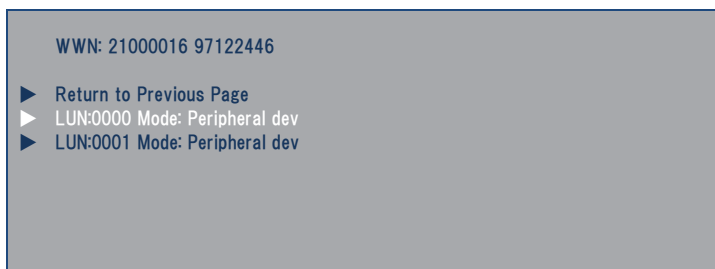 WWN: 21000016 97122446
Return to Previous Page
LUN:0000 Mode: Peripheral dev
LUN:0001 Mode: Peripheral dev